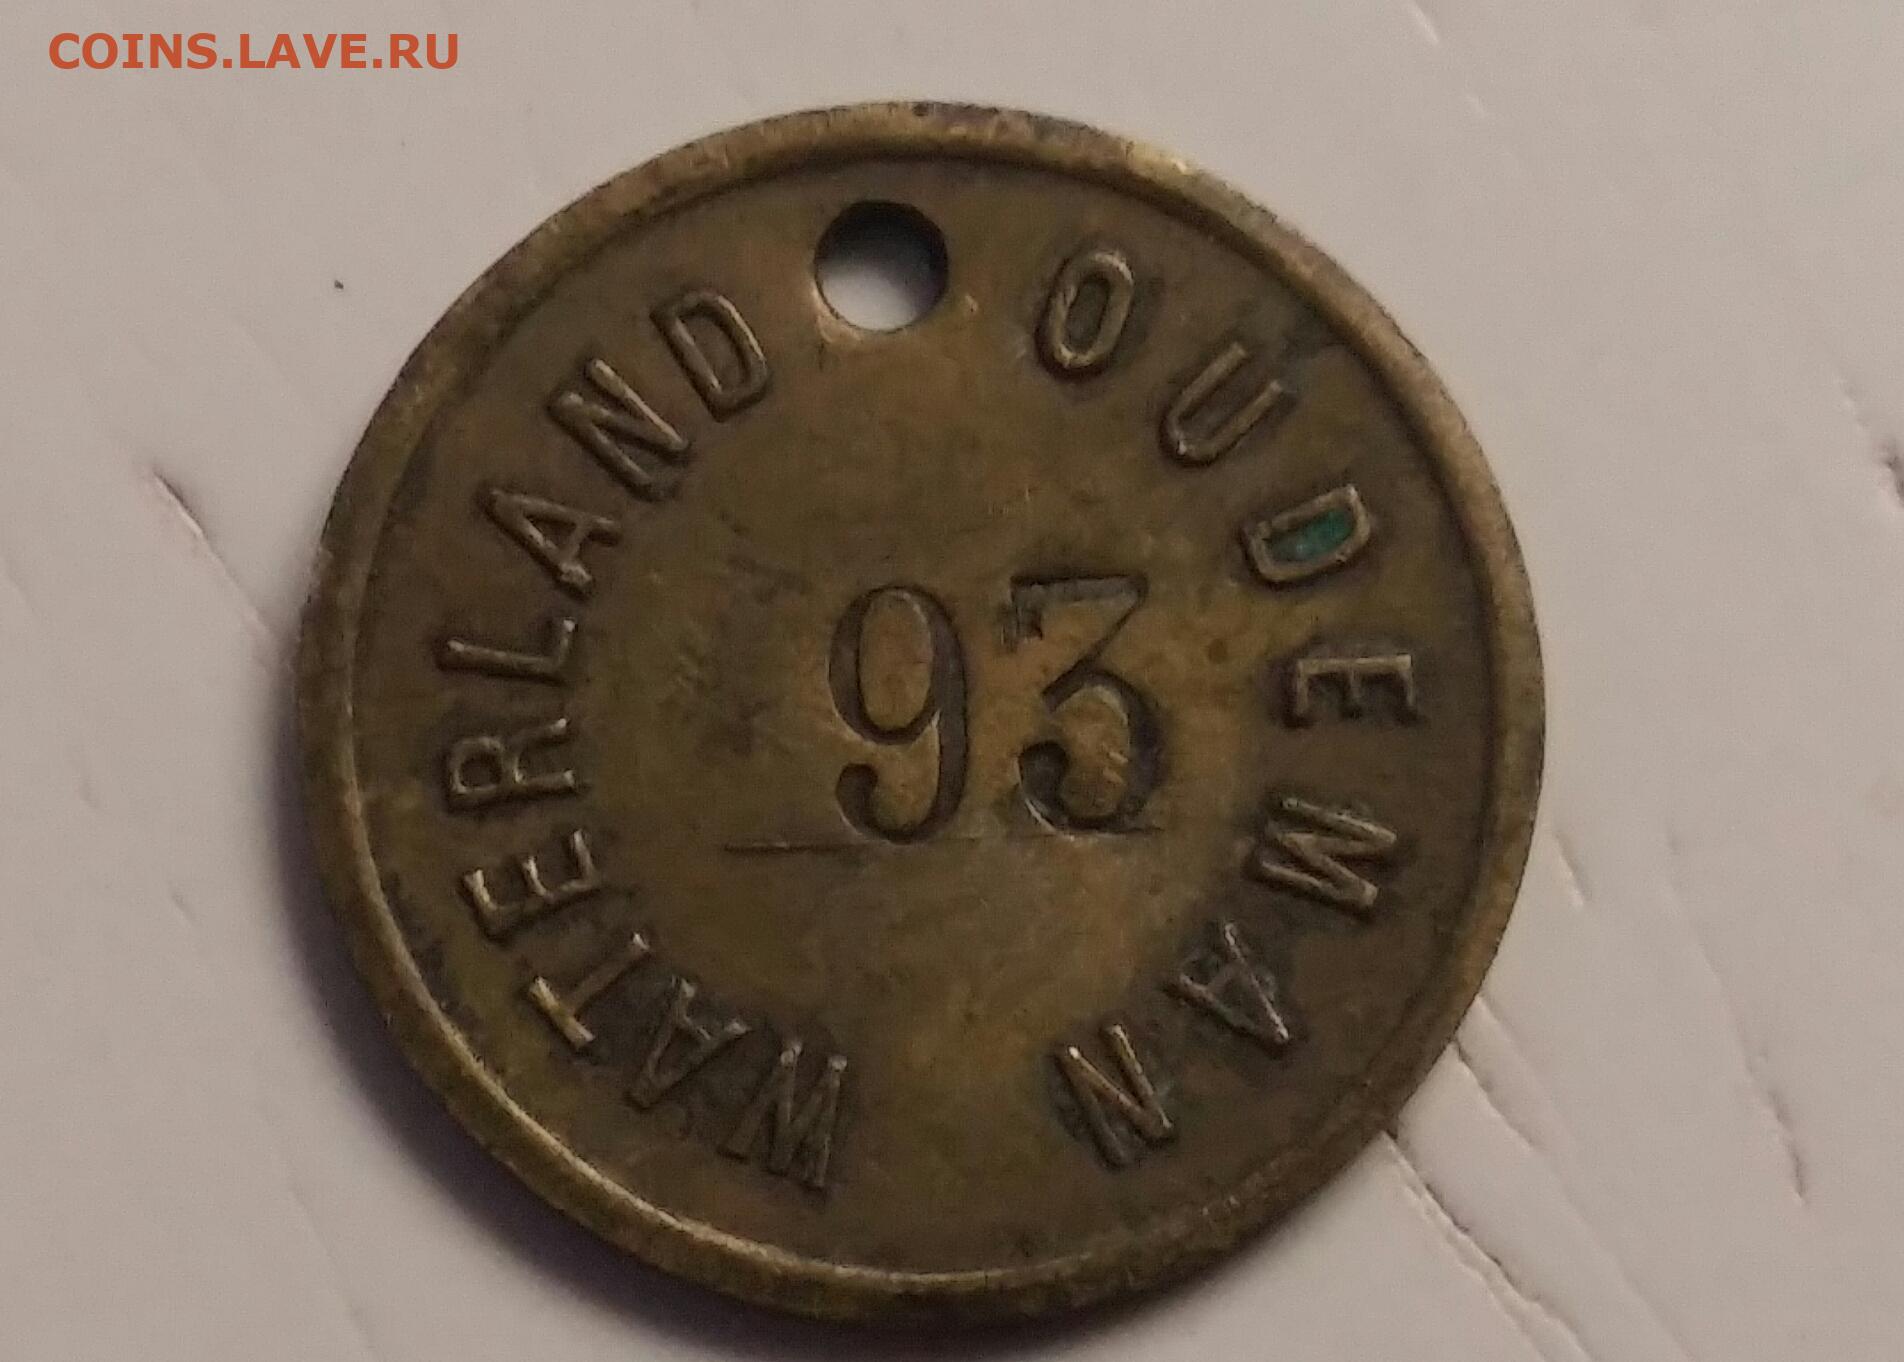 COINS.LAVE.RU
WATERLAND OUDEMAN
93